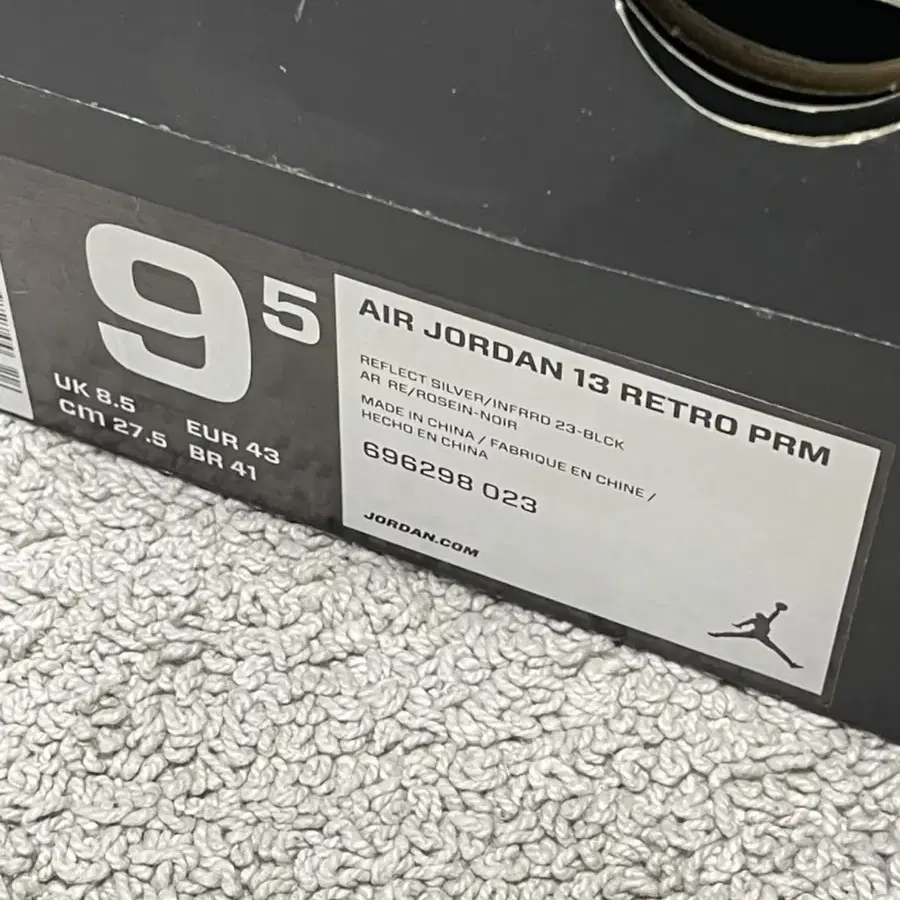 9 5
UK 8.5
EUR 43
cm 27.5
BR 41
AIR JORDAN 13 RETRO PRM
REFLECT SILVER/INFRRD 23-BLCK
AR RE/ROSEIN-NOIR
MADE IN CHINA / FABRIQUE EN CHINE /
HECHO EN CHINA
696298 023
JORDAN.COM